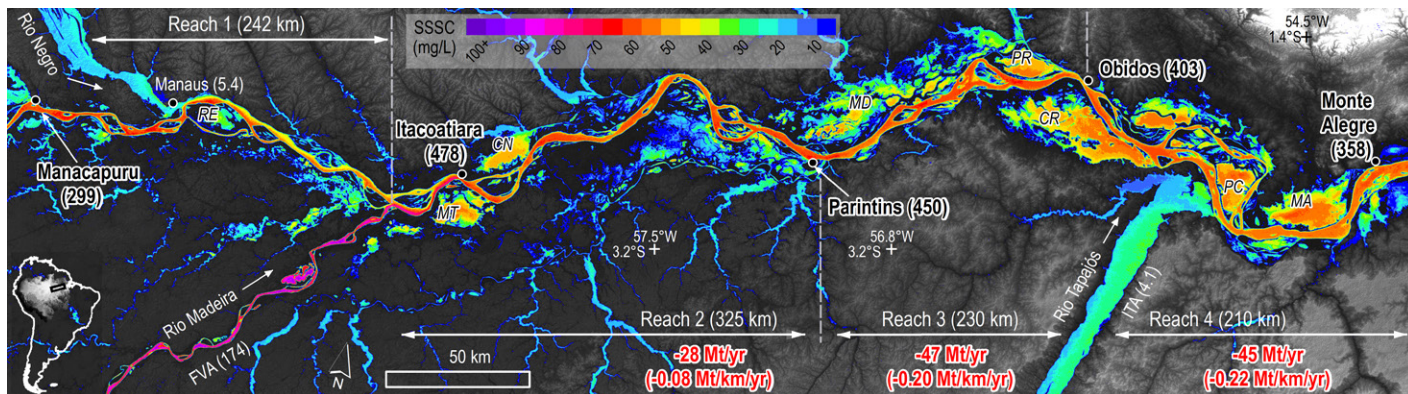 Reach 1 (242 km)
SSSC
(mg/L)
100+
90
80
70
60
50
40
30
20
10
54.5°W
1.4°S
Rio Negro
Manaus (5.4)
RE
Manacapuru
(299)
Itacoatiara
(478)
CN
MT
MD
PR
CR
Obidos (403)
Monte
Alegre
(358)
PC
MA
Parintins (450)
57.5°W
3.2°S
56.8°W
3.2°S
Rio Madeira
FVA (174)
Rio Tapajós
ITA (4.1)
N
50 km
Reach 2 (325 km)
-28 Mt/yr
(-0.08 Mt/km/yr)
Reach 3 (230 km)
-47 Mt/yr
(-0.20 Mt/km/yr)
Reach 4 (210 km)
-45 Mt/yr
(-0.22 Mt/km/yr)